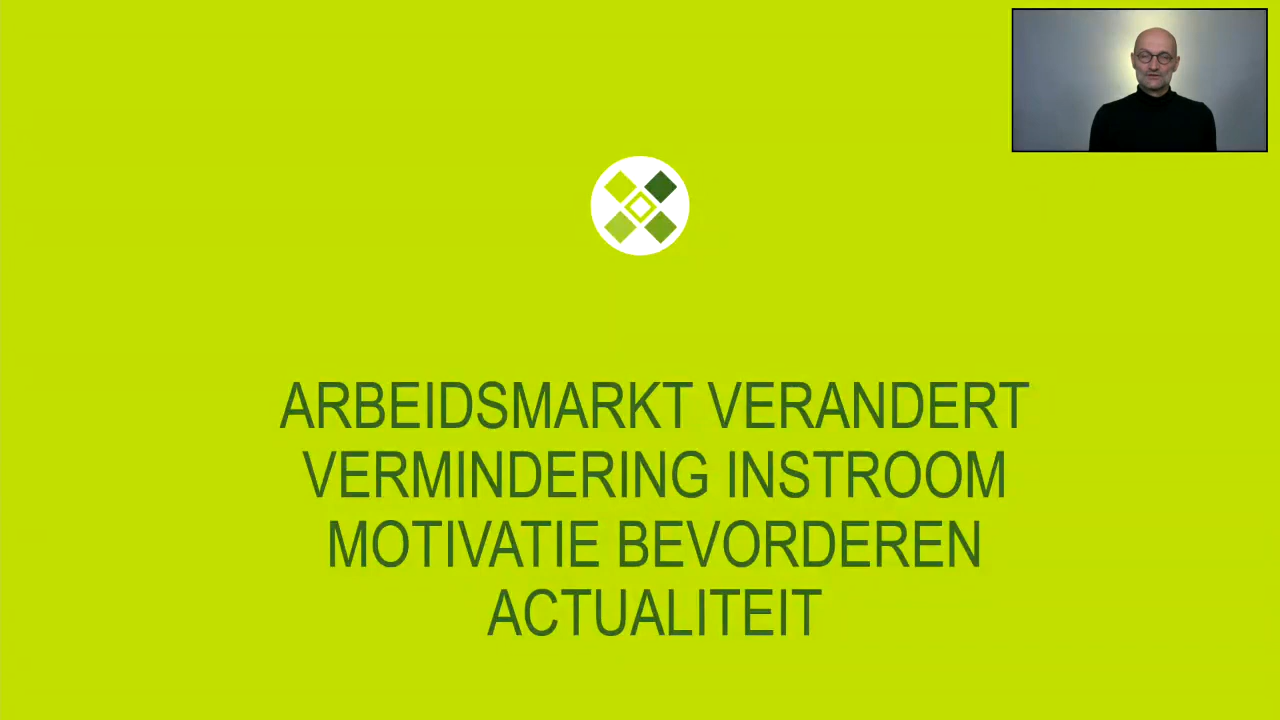 ARBEIDSMARKT VERANDERT
VERMINDERING INSTROOM
MOTIVATIE BEVORDEREN
ACTUALITEIT